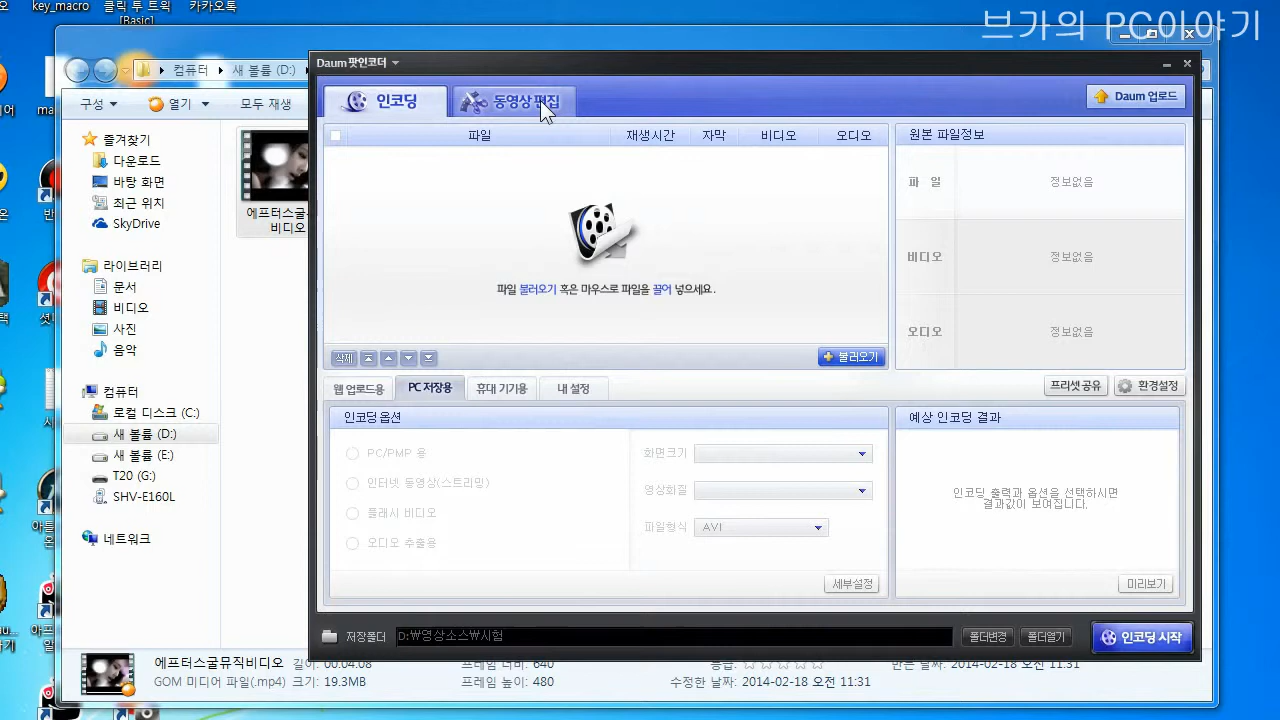 key_macro
클릭 투 트윅
[Basic]
카카오톡
브가의 PC이야기
컴퓨터
새 볼륨 (D:)
구성
열기
모두 재생
즐겨찾기
다운로드
바탕 화면
최근 위치
SkyDrive
라이브러리
문서
비디오
사진
음악
컴퓨터
로컬 디스크 (C:)
새 볼륨 (D:)
새 볼륨 (E:)
T20 (G:)
SHV-E160L
네트워크
비디오
Daum 팟인코더
인코딩
동영상 편집
Daum 업로드
파일 재생시간 자막 비디오 오디오
파일 불러오기 혹은 마우스로 파일을 끌어 넣으세요.
삭제
불러오기
원본 파일정보
파 일 정보없음
비디오 정보없음
오디오 정보없음
웹 업로드용
PC 저장용
휴대 기기용
내 설정
프리셋 공유
환경설정
인코딩 옵션
PC/PMP 용
인터넷 동영상(스트리밍)
플래시 비디오
오디오 추출용
화면크기
영상화질
파일형식 AVI
세부설정
예상 인코딩 결과
인코딩 출력과 옵션을 선택하시면
결과값이 보여집니다.
미리보기
저장폴더 D:\영상소스\시험
폴더변경
폴더열기
인코딩 시작
에프터스굴뮤직비디오 길이: 00:04:08 프레임 너비: 640 등급: 만든 날짜: 2014-02-18 오전 11:31
GOM 미디어 파일(.mp4) 크기: 19.3MB 프레임 높이: 480 수정한 날짜: 2014-02-18 오전 11:31